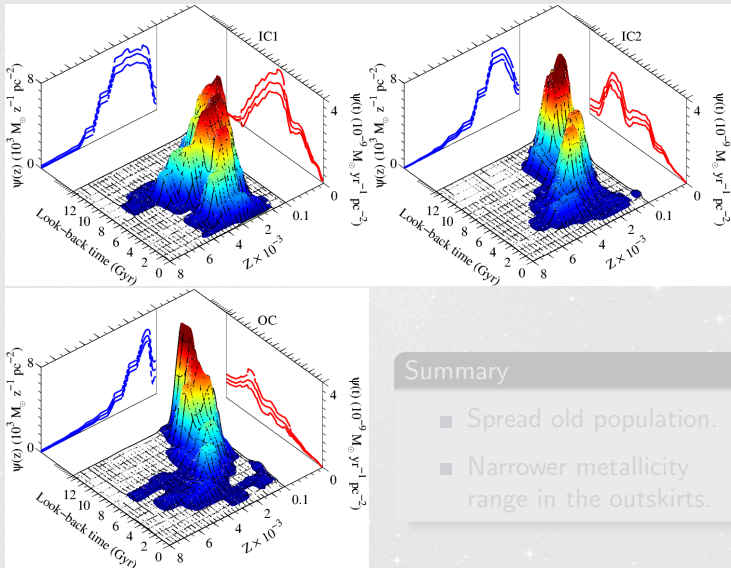 IC1
8
0
ψ(z) (10³ M⊙ z⁻¹ pc⁻²)
4
0
ψ(t) (10⁻⁹ M⊙ yr⁻¹ pc⁻²)
12
10
8
6
4
2
0
Look−back time (Gyr)
8
6
4
2
0.1
Z× 10⁻³
IC2
8
0
ψ(z) (10³ M⊙ z⁻¹ pc⁻²)
4
0
ψ(t) (10⁻⁹ M⊙ yr⁻¹ pc⁻²)
12
10
8
6
4
2
0
Look−back time (Gyr)
8
6
4
2
0.1
Z× 10⁻³
OC
8
0
ψ(z) (10³ M⊙ z⁻¹ pc⁻²)
4
0
ψ(t) (10⁻⁹ M⊙ yr⁻¹ pc⁻²)
12
10
8
6
4
2
0
Look−back time (Gyr)
8
6
4
2
0.1
Z× 10⁻³
Summary
Spread old population.
Narrower metallicity
range in the outskirts.